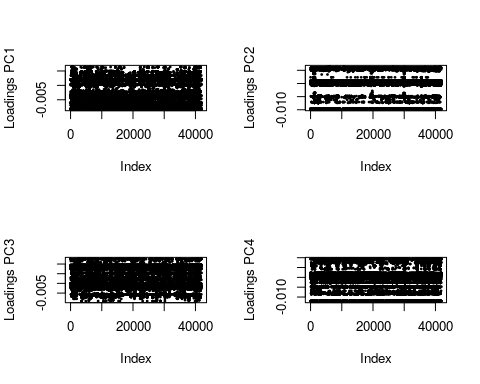 Loadings PC1
-0.005
0 20000 40000
Index
Loadings PC2
-0.010
0 20000 40000
Index
Loadings PC3
-0.005
0 20000 40000
Index
Loadings PC4
-0.010
0 20000 40000
Index